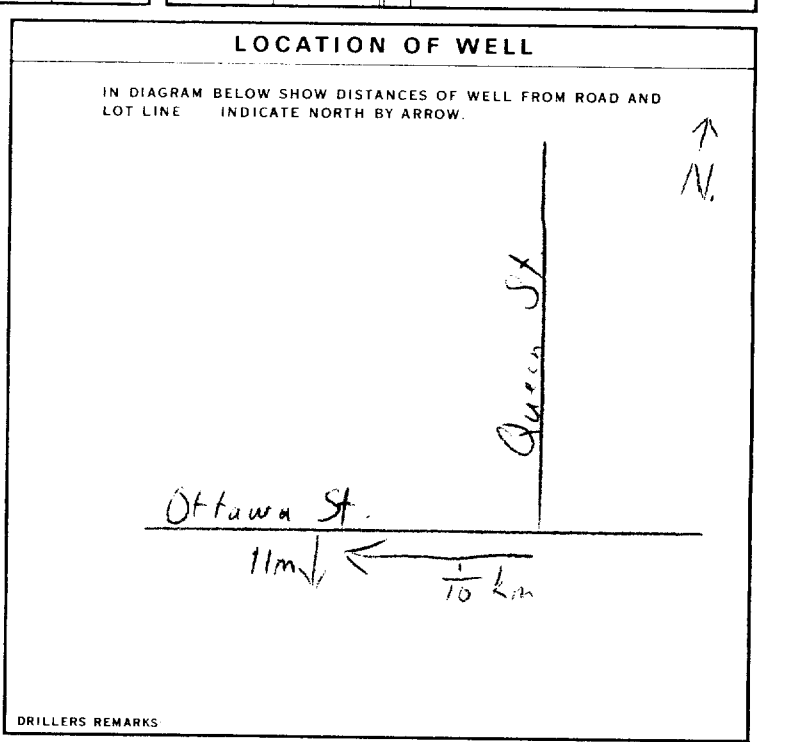 LOCATION OF WELL
IN DIAGRAM BELOW SHOW DISTANCES OF WELL FROM ROAD AND
LOT LINE INDICATE NORTH BY ARROW.
N.
Queen St
Ottawa St.
11m
1/10 km
DRILLERS REMARKS